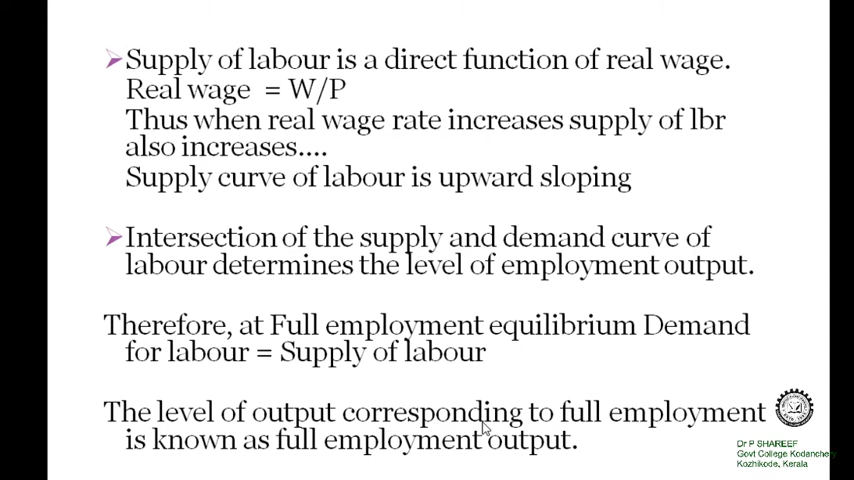 Supply of labour is a direct function of real wage.
Real wage = W/P
Thus when real wage rate increases supply of lbr
also increases....
Supply curve of labour is upward sloping
Intersection of the supply and demand curve of
labour determines the level of employment output.
Therefore, at Full employment equilibrium Demand
for labour = Supply of labour
The level of output corresponding to full employment
is known as full employment output.
Dr P SHAREEF
Govt College Kodanchery
Kozhikode, Kerala